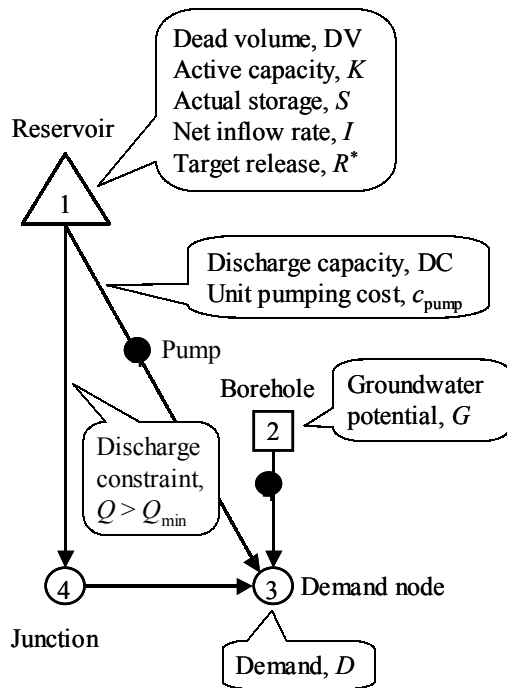 Dead volume, DV
Active capacity, K
Actual storage, S
Net inflow rate, I
Target release, R*
Reservoir
1
Discharge capacity, DC
Unit pumping cost, c_pump
Pump
Borehole
2
Groundwater
potential, G
Discharge
constraint,
Q > Q_min
4
3
Demand node
Junction
Demand, D